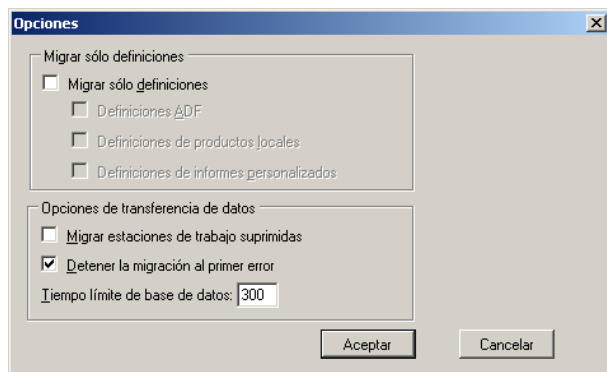 Opciones
Migrar sólo definiciones
Migrar sólo definiciones
Definiciones ADF
Definiciones de productos locales
Definiciones de informes personalizados
Opciones de transferencia de datos
Migrar estaciones de trabajo suprimidas
Detener la migración al primer error
Tiempo límite de base de datos: 300
Aceptar Cancelar